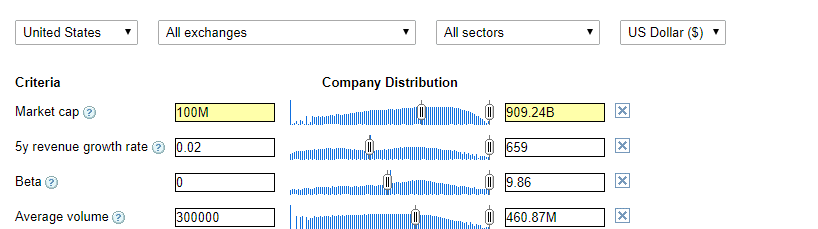 United States All exchanges All sectors US Dollar ($)
Criteria Company Distribution
Market cap ? 100M 909.24B
5y revenue growth rate ? 0.02 659
Beta ? 0 9.86
Average volume ? 300000 460.87M